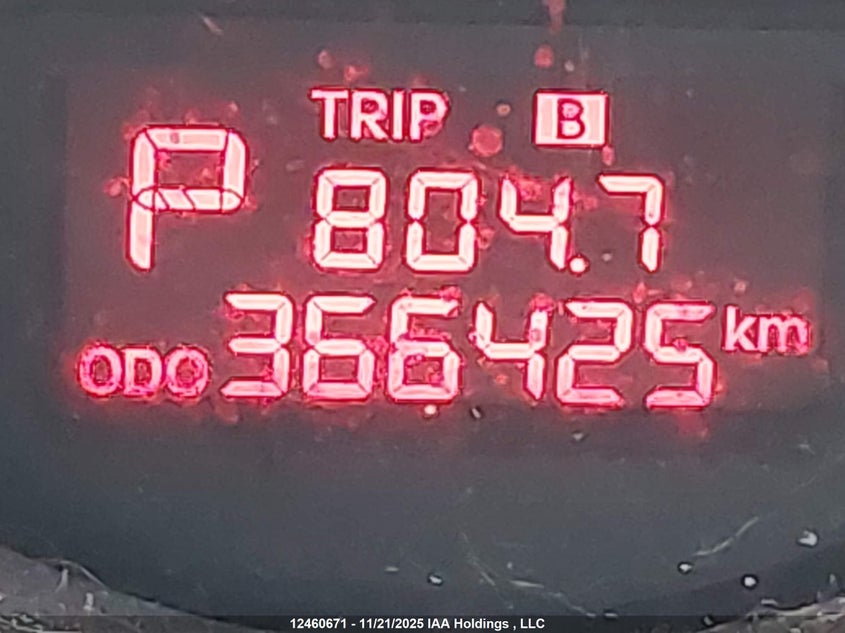 TRIP B
P 804.7
ODO 366425 km
12460671 - 11/21/2025 IAA Holdings , LLC